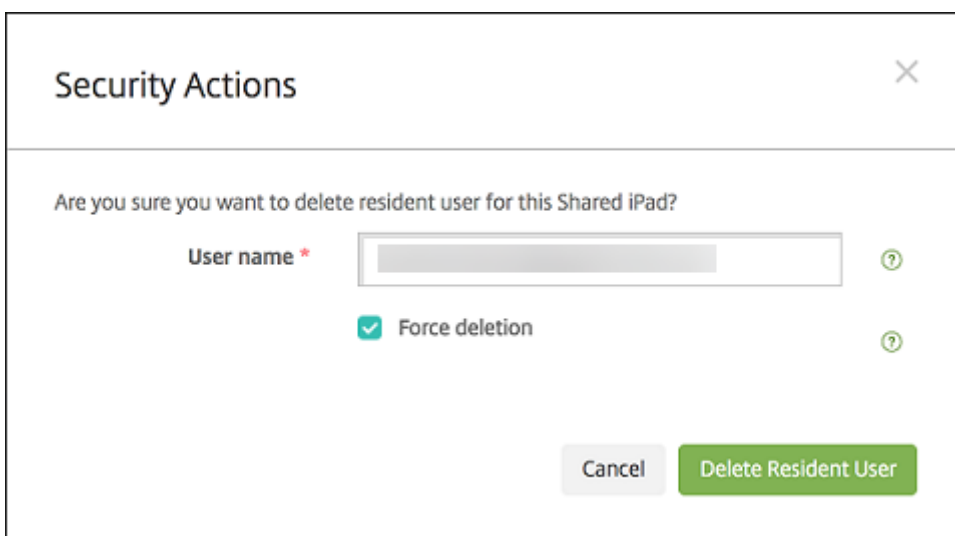 Security Actions
Are you sure you want to delete resident user for this Shared iPad?
User name *
?
Force deletion
?
Cancel
Delete Resident User